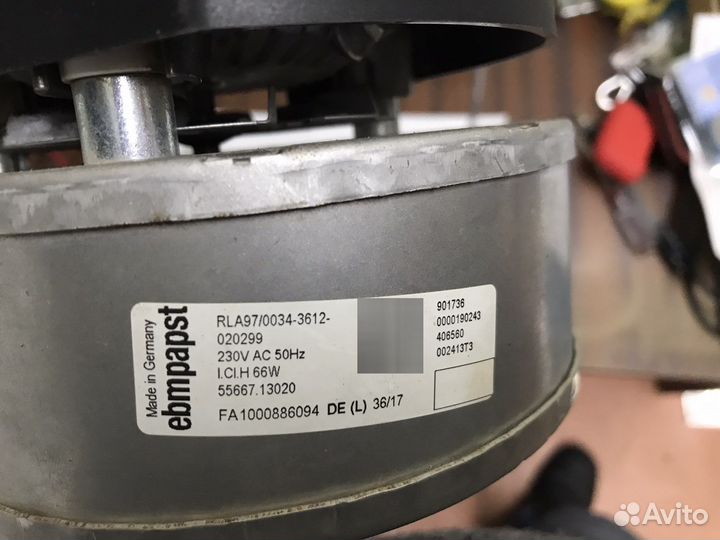 Made in Germany
ebmpapst
RLA97/0034-3612-
020299
230V AC 50Hz
I.Cl.H 66W
55667.13020
FA1000886094 DE (L) 36/17
901736
0000190243
406560
002413T3
Avito